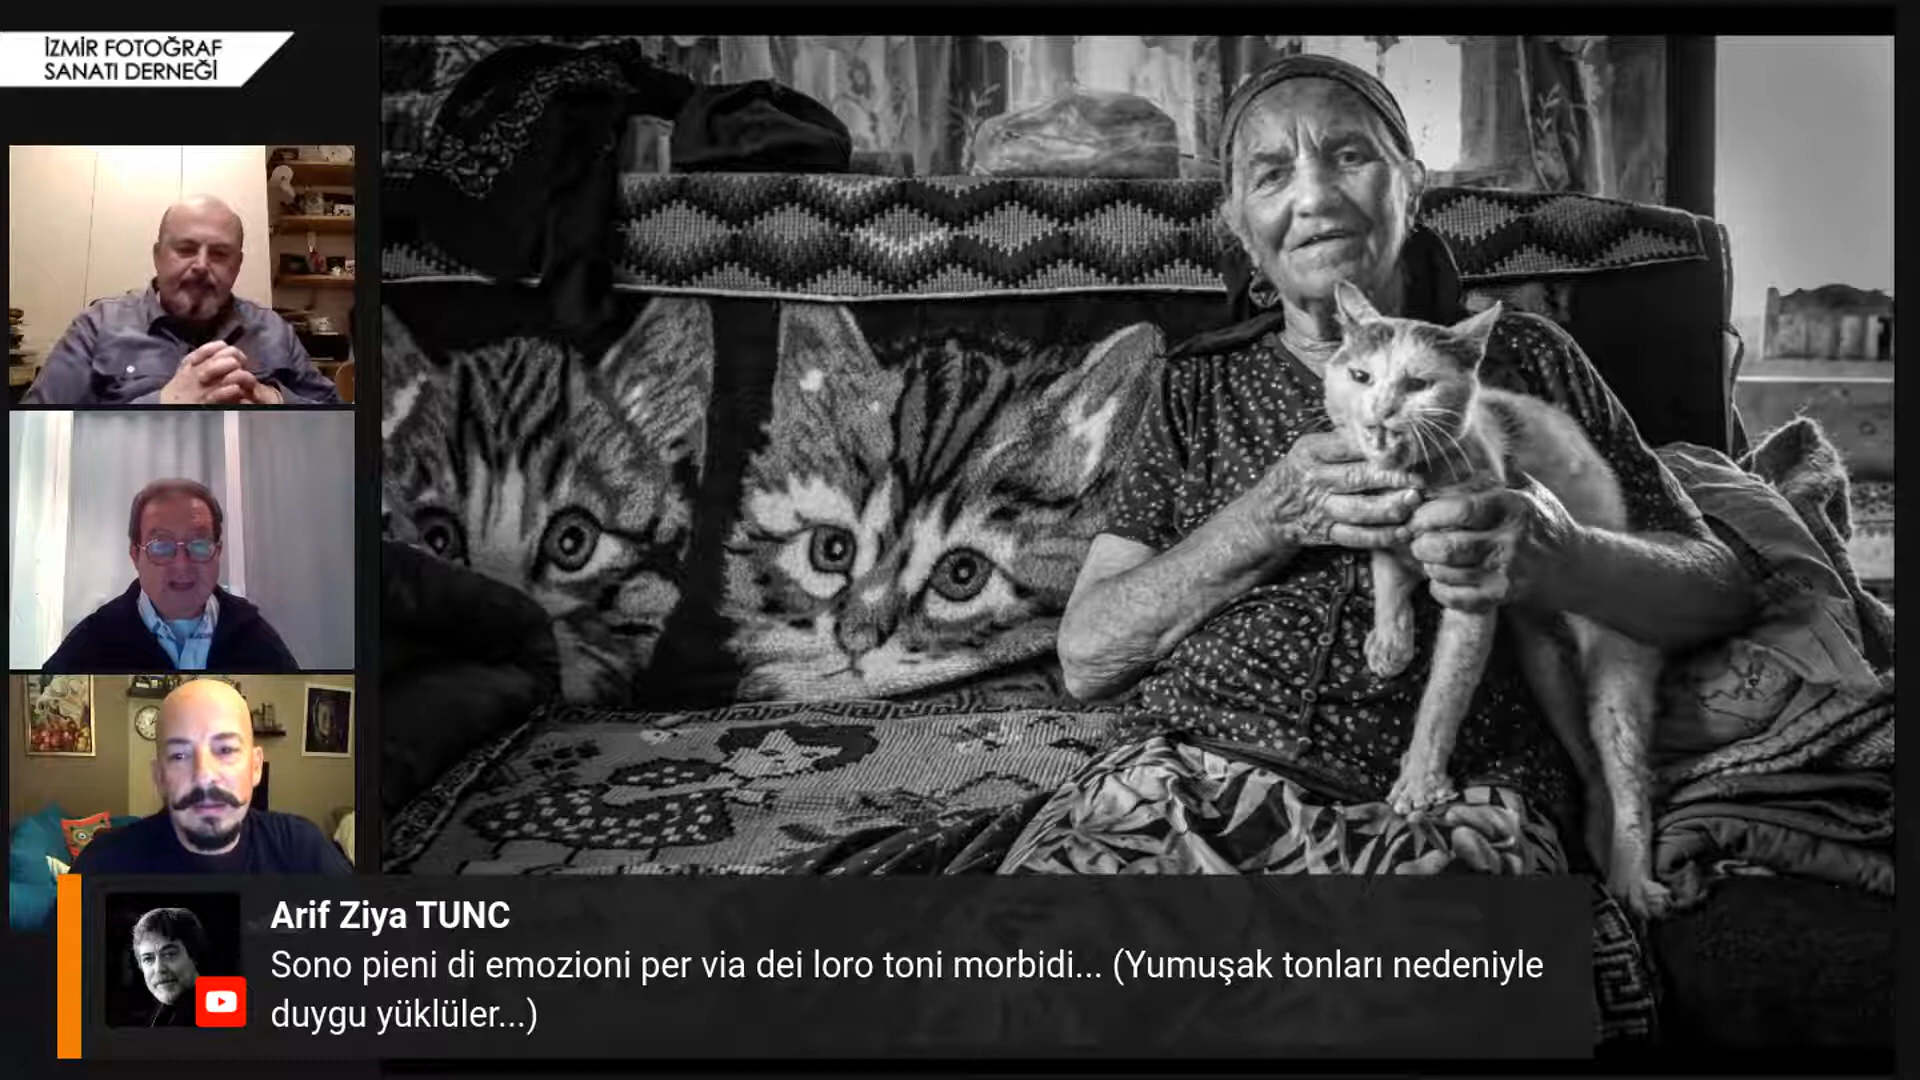 İZMİR FOTOĞRAF
SANATI DERNEĞİ
Arif Ziya TUNC
Sono pieni di emozioni per via dei loro toni morbidi... (Yumuşak tonları nedeniyle
duygu yüklüler...)